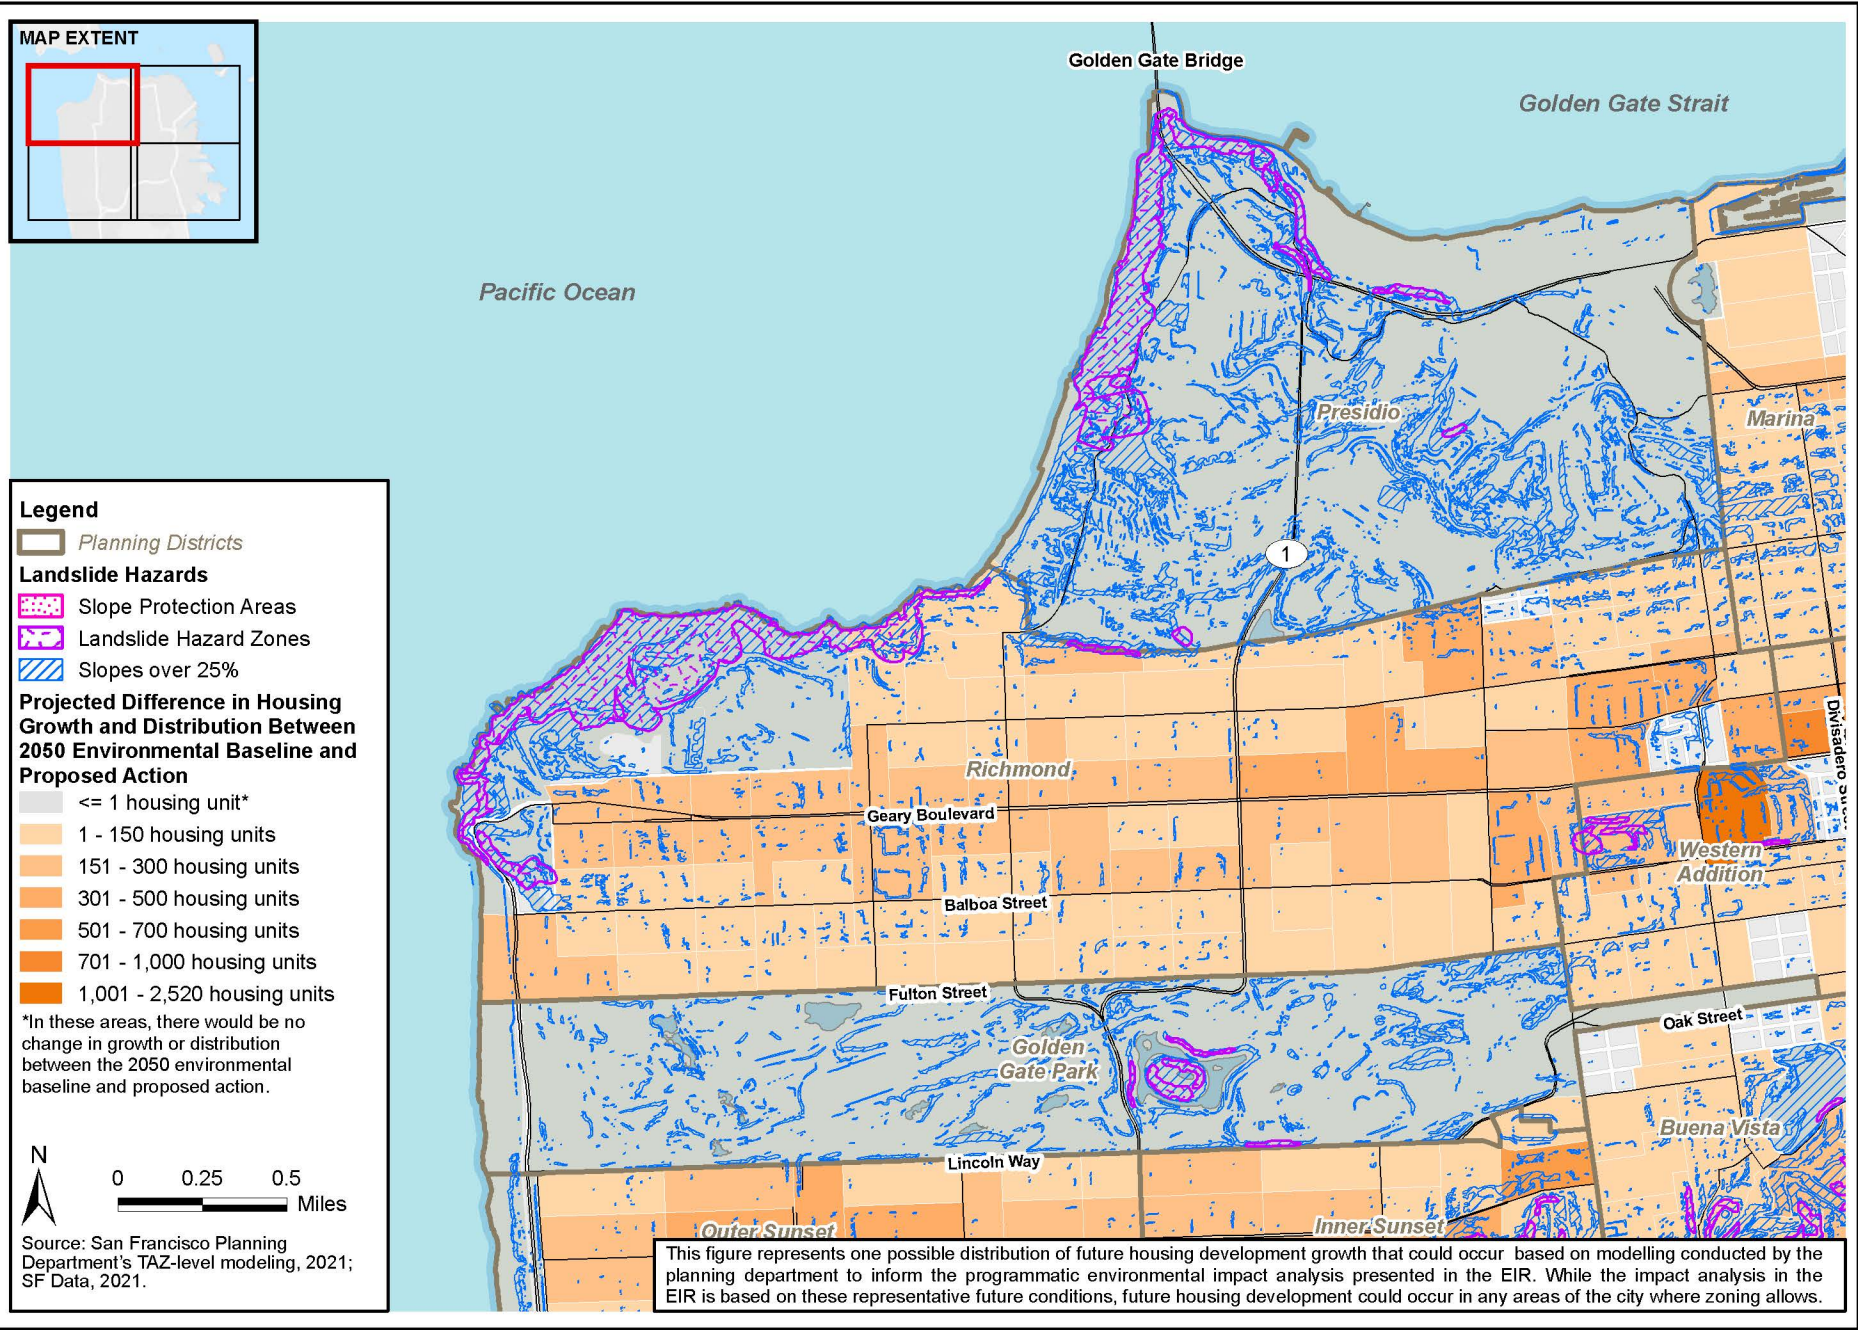 MAP EXTENT
Golden Gate Bridge
Golden Gate Strait
Pacific Ocean
Presidio
Marina
1
Legend
Planning Districts
Landslide Hazards
Slope Protection Areas
Landslide Hazard Zones
Slopes over 25%
Projected Difference in Housing
Growth and Distribution Between
2050 Environmental Baseline and
Proposed Action
<= 1 housing unit*
1 - 150 housing units
151 - 300 housing units
301 - 500 housing units
501 - 700 housing units
701 - 1,000 housing units
1,001 - 2,520 housing units
*In these areas, there would be no
change in growth or distribution
between the 2050 environmental
baseline and proposed action.
N
0 0.25 0.5
Miles
Source: San Francisco Planning
Department's TAZ-level modeling, 2021;
SF Data, 2021.
Richmond
Geary Boulevard
Balboa Street
Fulton Street
Divisadero Street
Western
Addition
Oak Street
Golden
Gate Park
Buena Vista
Lincoln Way
Outer Sunset
Inner Sunset
This figure represents one possible distribution of future housing development growth that could occur based on modelling conducted by the
planning department to inform the programmatic environmental impact analysis presented in the EIR. While the impact analysis in the
EIR is based on these representative future conditions, future housing development could occur in any areas of the city where zoning allows.